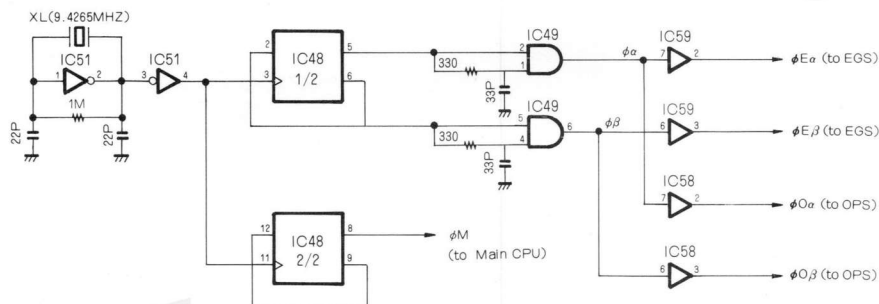 XL(9.4265MHZ)
IC51
1
2
1M
22P
22P
IC51
3
4
IC48
1/2
2
3
5
6
IC48
2/2
12
11
8
9
φM
(to Main CPU)
330
33P
IC49
2
1
330
33P
IC49
5
4
6
φα
φβ
IC59
7
2
φEα (to EGS)
IC59
6
3
φEβ (to EGS)
IC58
7
2
φOα (to OPS)
IC58
6
3
φOβ (to OPS)